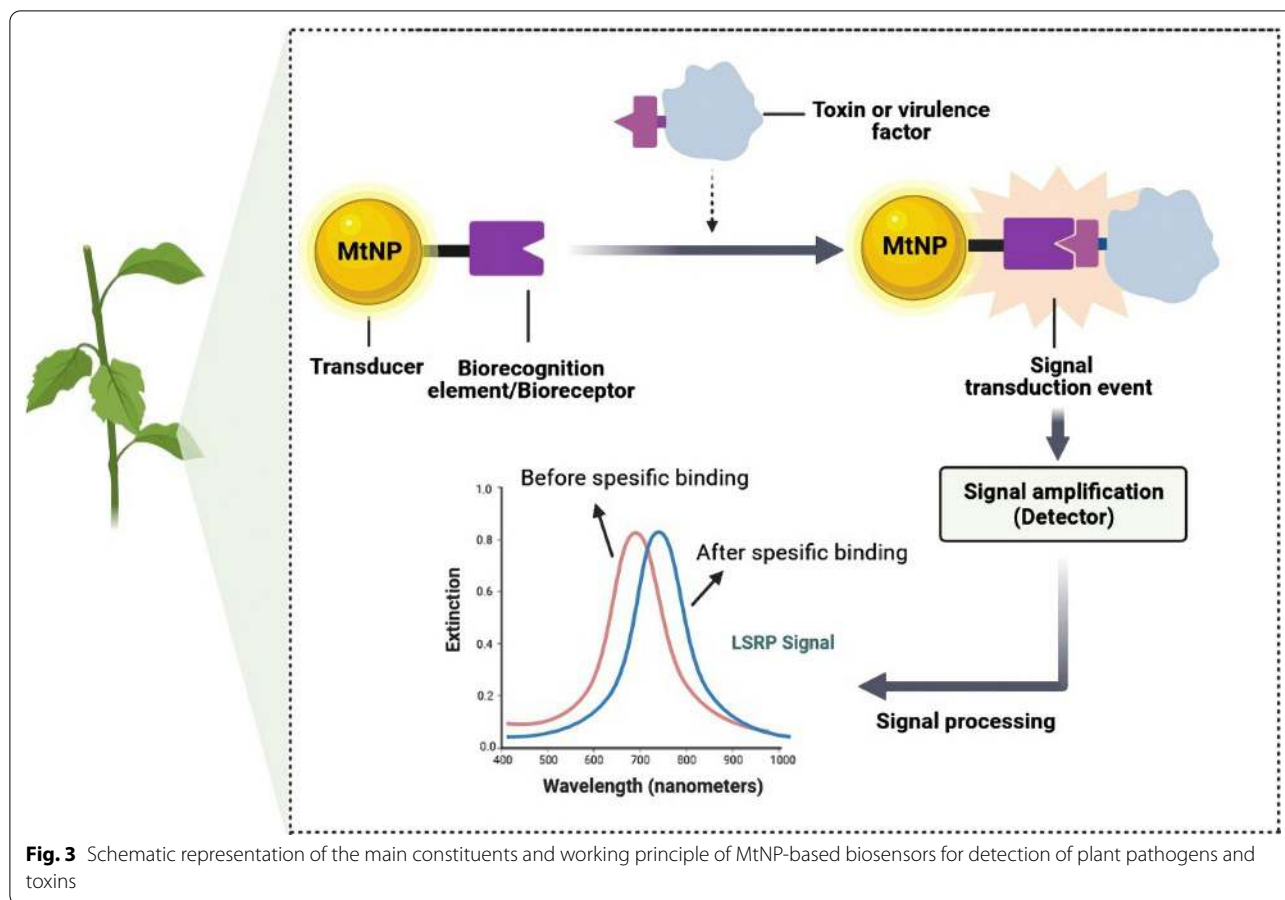 Toxin or virulence
factor
MtNP
MtNP
Transducer
Biorecognition
element/Bioreceptor
Signal
transduction event
Signal amplification
(Detector)
Signal processing
Before spesific binding
After spesific binding
LSRP Signal
Extinction
1.0
0.8
0.6
0.4
0.2
0.0
400 500 600 700 800 900 1000
Wavelength (nanometers)
Fig. 3 Schematic representation of the main constituents and working principle of MtNP-based biosensors for detection of plant pathogens and
toxins